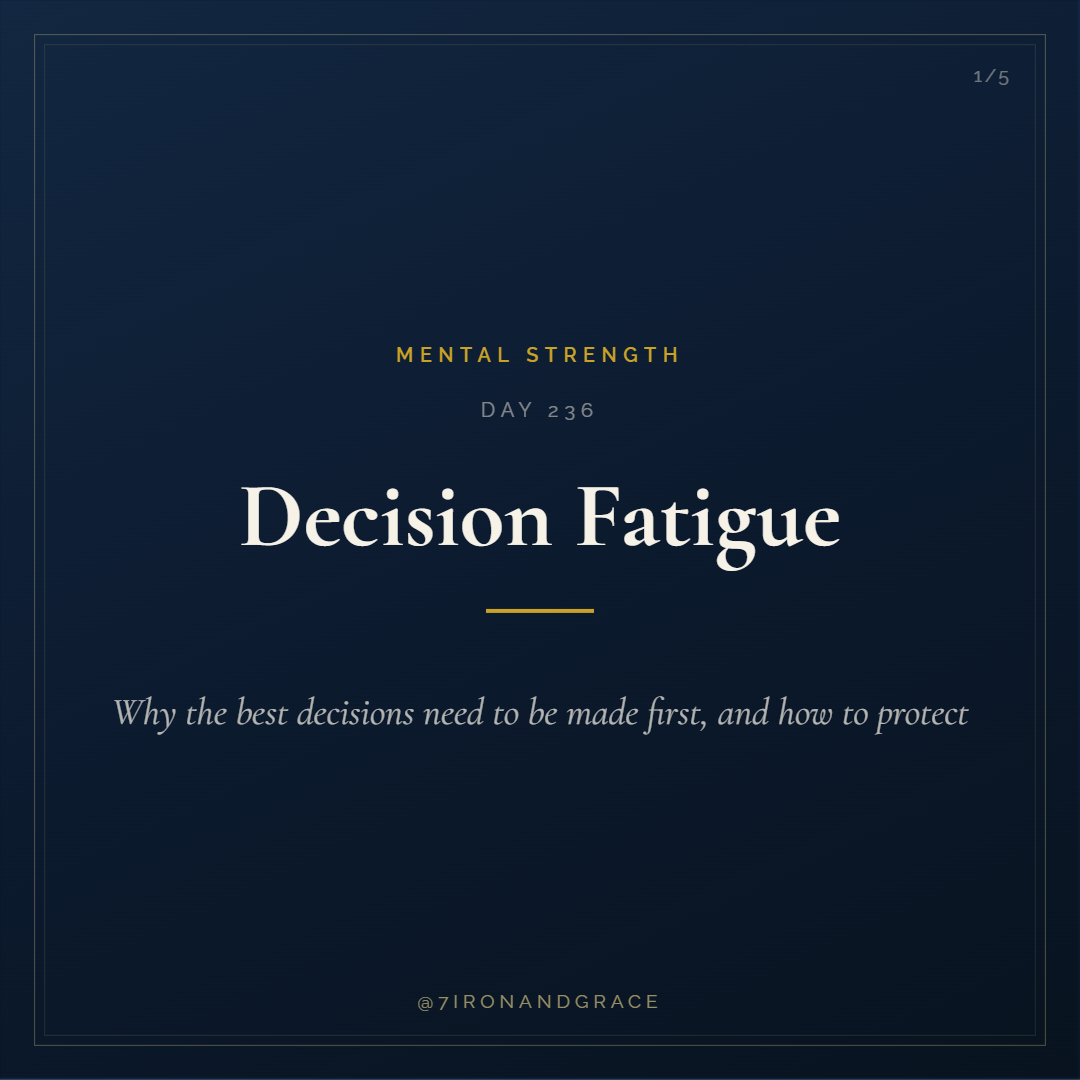 1/5
MENTAL STRENGTH
DAY 236
Decision Fatigue
Why the best decisions need to be made first, and how to protect
@7IRONANDGRACE